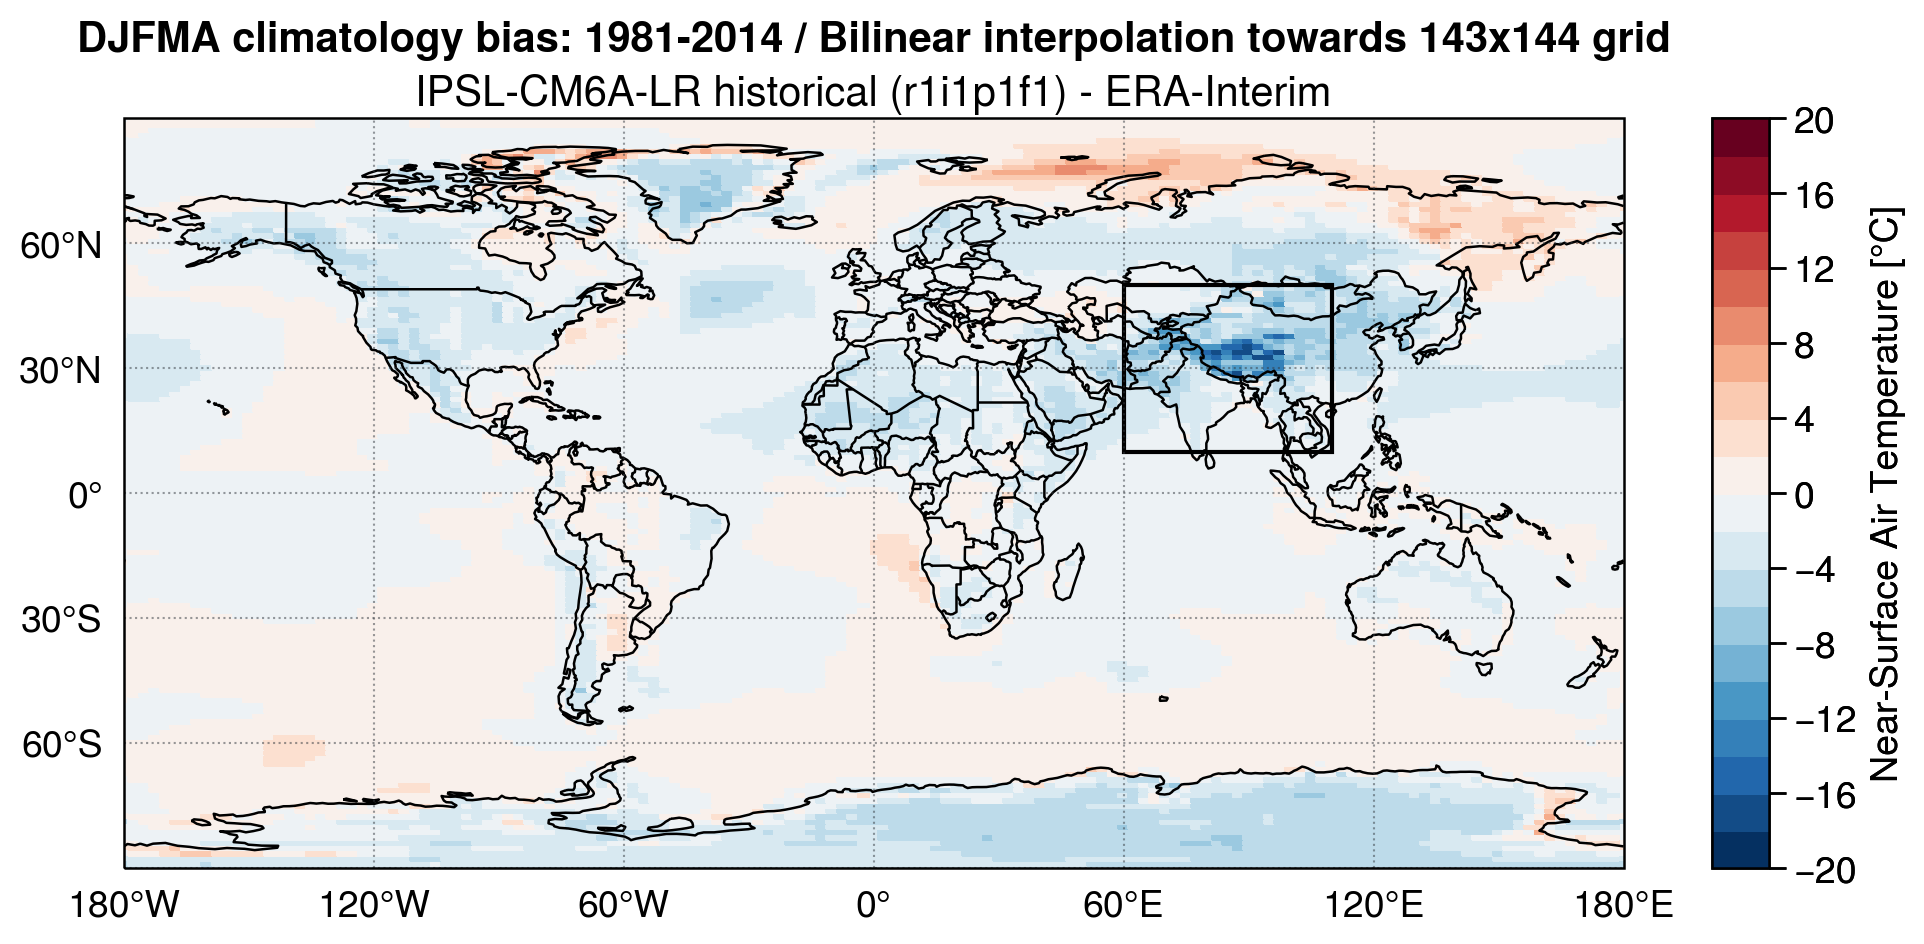 DJFMA climatology bias: 1981-2014 / Bilinear interpolation towards 143x144 grid
IPSL-CM6A-LR historical (r1i1p1f1) - ERA-Interim
60°N
30°N
0°
30°S
60°S
180°W
120°W
60°W
0°
60°E
120°E
180°E
20
16
12
8
4
0
−4
−8
−12
−16
−20
Near-Surface Air Temperature [°C]